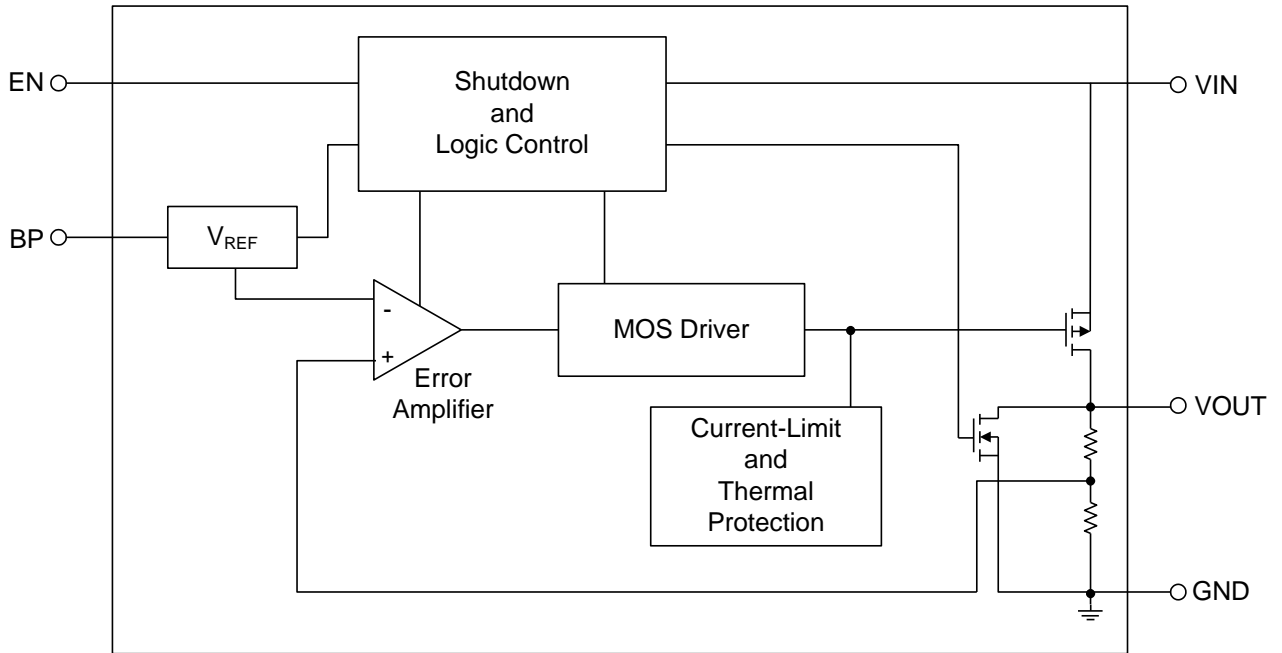 EN
Shutdown
and
Logic Control
VIN
BP
VREF
-
+
Error
Amplifier
MOS Driver
Current-Limit
and
Thermal
Protection
VOUT
GND